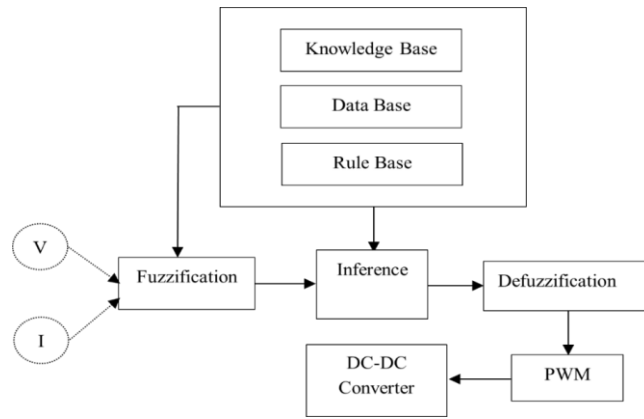 Knowledge Base
Data Base
Rule Base
V
Fuzzification
Inference
Defuzzification
I
DC-DC
Converter
PWM